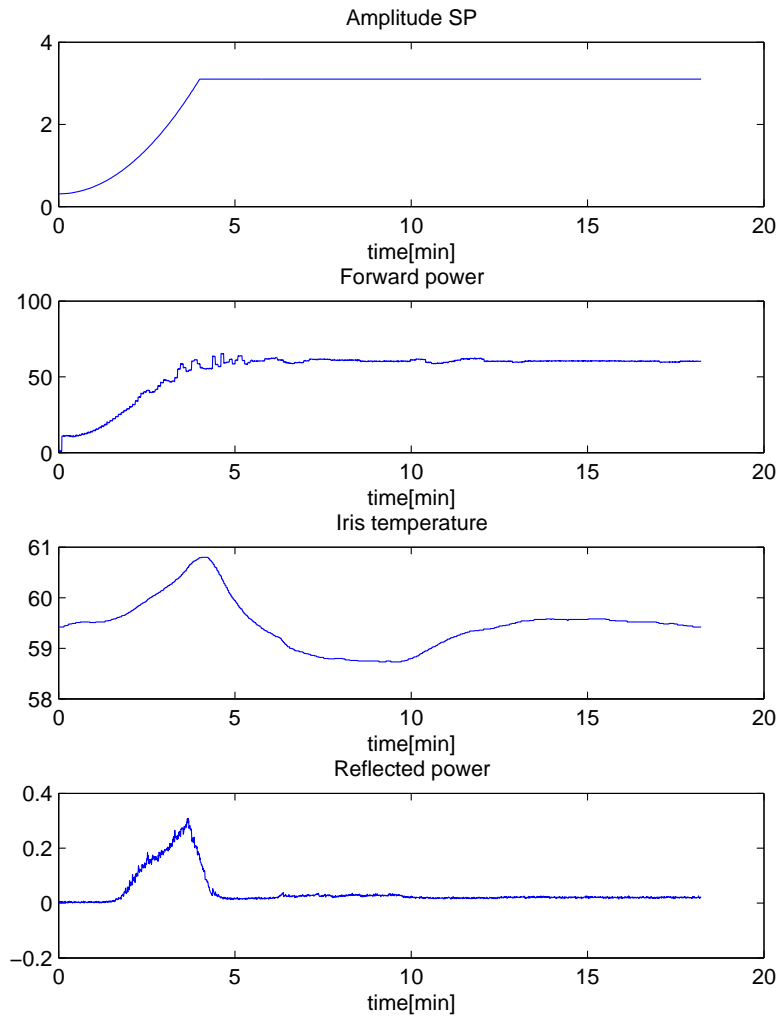 Amplitude SP
4
2
0
0 5 10 15 20
time[min]
Forward power
100
50
0
0 5 10 15 20
time[min]
Iris temperature
61
60
59
58
0 5 10 15 20
time[min]
Reflected power
0.4
0.2
0
−0.2
0 5 10 15 20
time[min]